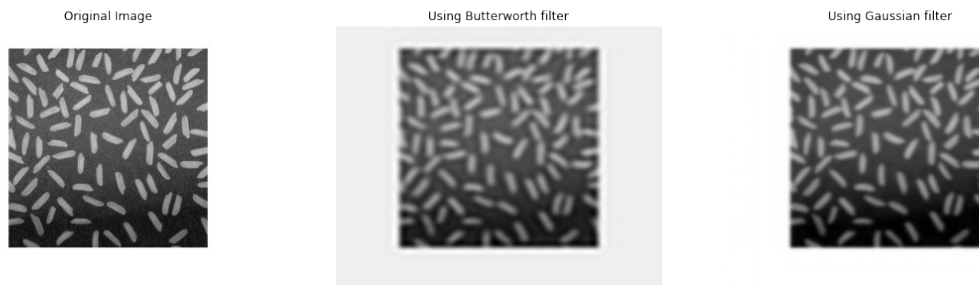 Original Image
Using Butterworth filter
Using Gaussian filter